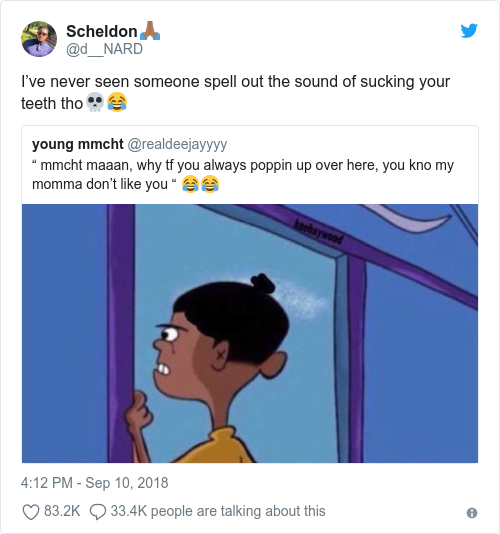 Scheldon🙏🏾
@d__NARD
I’ve never seen someone spell out the sound of sucking your
teeth tho💀😂
young mmcht @realdeejayyyy
“ mmcht maaan, why tf you always poppin up over here, you kno my
momma don’t like you “ 😂😂
4:12 PM - Sep 10, 2018
83.2K 33.4K people are talking about this